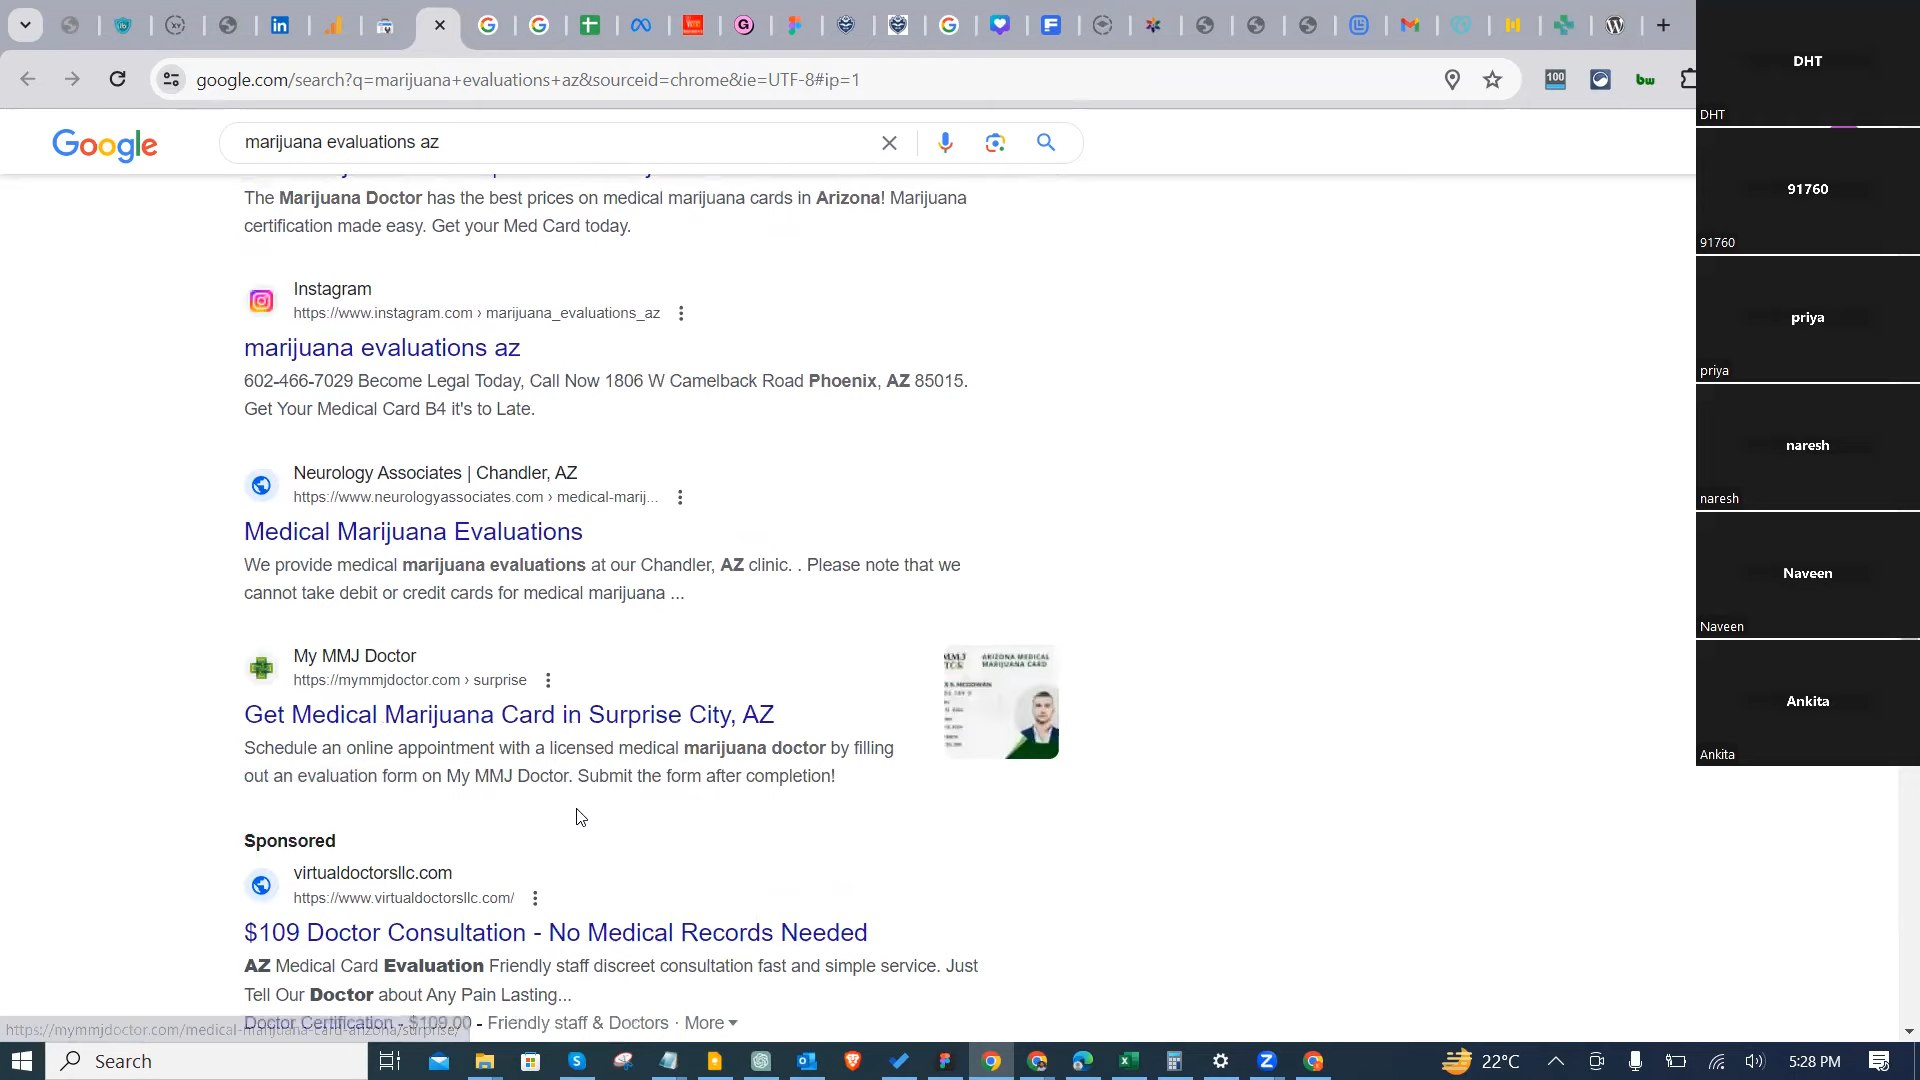 google.com/search?q=marijuana+evaluations+az&sourceid=chrome&ie=UTF-8#ip=1
100
bw
Google
marijuana evaluations az
The Marijuana Doctor has the best prices on medical marijuana cards in Arizona! Marijuana
certification made easy. Get your Med Card today.
Instagram
https://www.instagram.com › marijuana_evaluations_az
marijuana evaluations az
602-466-7029 Become Legal Today, Call Now 1806 W Camelback Road Phoenix, AZ 85015.
Get Your Medical Card B4 it's to Late.
Neurology Associates | Chandler, AZ
https://www.neurologyassociates.com › medical-marij...
Medical Marijuana Evaluations
We provide medical marijuana evaluations at our Chandler, AZ clinic. . Please note that we
cannot take debit or credit cards for medical marijuana ...
My MMJ Doctor
https://mymmjdoctor.com › surprise
Get Medical Marijuana Card in Surprise City, AZ
Schedule an online appointment with a licensed medical marijuana doctor by filling
out an evaluation form on My MMJ Doctor. Submit the form after completion!
ARIZONA MEDICAL
MARIJUANA CARD
Sponsored
virtualdoctorsllc.com
https://www.virtualdoctorsllc.com/
$109 Doctor Consultation - No Medical Records Needed
AZ Medical Card Evaluation Friendly staff discreet consultation fast and simple service. Just
Tell Our Doctor about Any Pain Lasting...
Doctor Certification - $109.00 - Friendly staff & Doctors · More
https://mymmjdoctor.com/medical-marijuana-card-arizona/surprise/
DHT
DHT
91760
91760
priya
priya
naresh
naresh
Naveen
Naveen
Ankita
Ankita
Search
22°C
5:28 PM